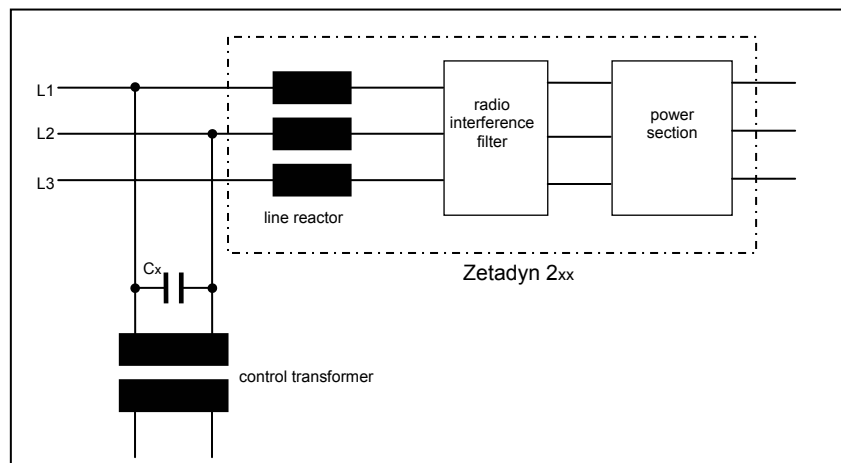 L1
L2
L3
radio
interference
filter
power
section
line reactor
Zetadyn 2xx
Cx
control transformer